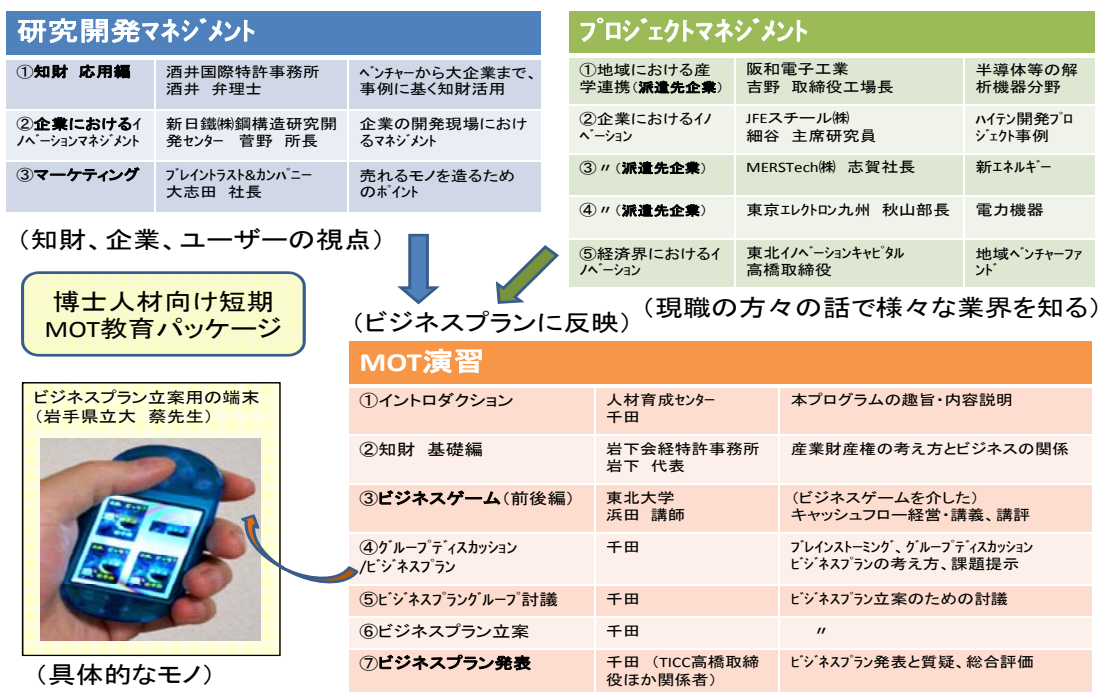 研究開発マネジメント
①知財 応用編
酒井国際特許事務所
酒井 弁理士
ベンチャーから大企業まで、
事例に基く知財活用
②企業におけるイ
ノベーションマネジメント
新日鐵㈱鋼構造研究開
発センター 菅野 所長
企業の開発現場におけ
るマネジメント
③マーケティング
ブレイントラスト&カンパニー
大志田 社長
売れるモノを造るため
のポイント
(知財、企業、ユーザーの視点)
プロジェクトマネジメント
①地域における産
学連携(派遣先企業)
阪和電子工業
吉野 取締役工場長
半導体等の解
析機器分野
②企業におけるイノ
ベーション
JFEスチール㈱
細谷 主席研究員
ハイテン開発プロ
ジェクト事例
③〃(派遣先企業)
MERSTech㈱ 志賀社長
新エネルギー
④〃(派遣先企業)
東京エレクトロン九州 秋山部長
電力機器
⑤経済界におけるイ
ノベーション
東北イノベーションキャピタル
高橋取締役
地域ベンチャーファ
ンド
(現職の方々の話で様々な業界を知る)
(ビジネスプランに反映)
博士人材向け短期
MOT教育パッケージ
ビジネスプラン立案用の端末
(岩手県立大 蔡先生)
(具体的なモノ)
MOT演習
①イントロダクション
人材育成センター
千田
本プログラムの趣旨・内容説明
②知財 基礎編
岩下会経特許事務所
岩下 代表
産業財産権の考え方とビジネスの関係
③ビジネスゲーム(前後編)
東北大学
浜田 講師
(ビジネスゲームを介した)
キャッシュフロー経営・講義、講評
④グループディスカッション
/ビジネスプラン
千田
ブレインストーミング、グループディスカッション
ビジネスプランの考え方、課題提示
⑤ビジネスプラングループ討議
千田
ビジネスプラン立案のための討議
⑥ビジネスプラン立案
千田
〃
⑦ビジネスプラン発表
千田 (TICC高橋取締
役ほか関係者)
ビジネスプラン発表と質疑、総合評価